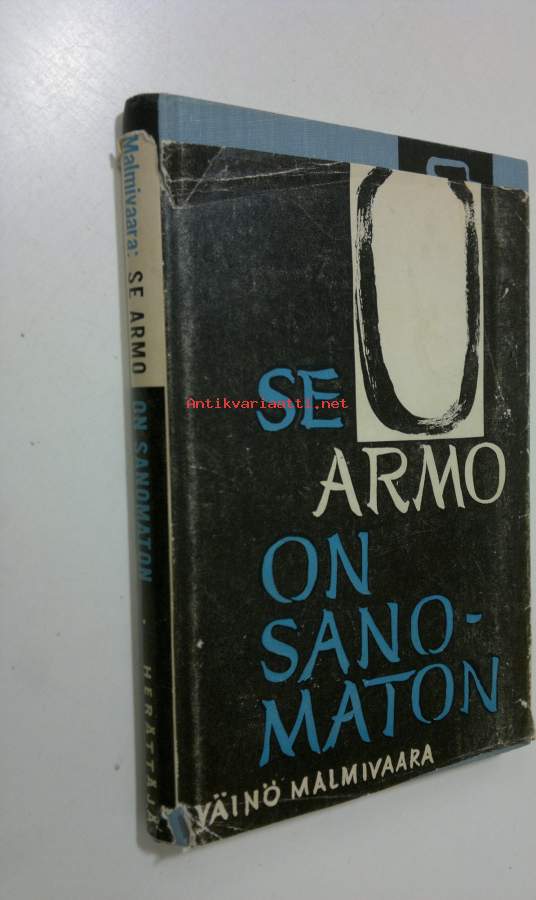 SE
ARMO
ON
SANO-
MATON
VÄINÖ MALMIVAARA
Malmivaara: SE ARMO ON SANOMATON
HERÄTTÄJÄ
Antikvariaatti.net